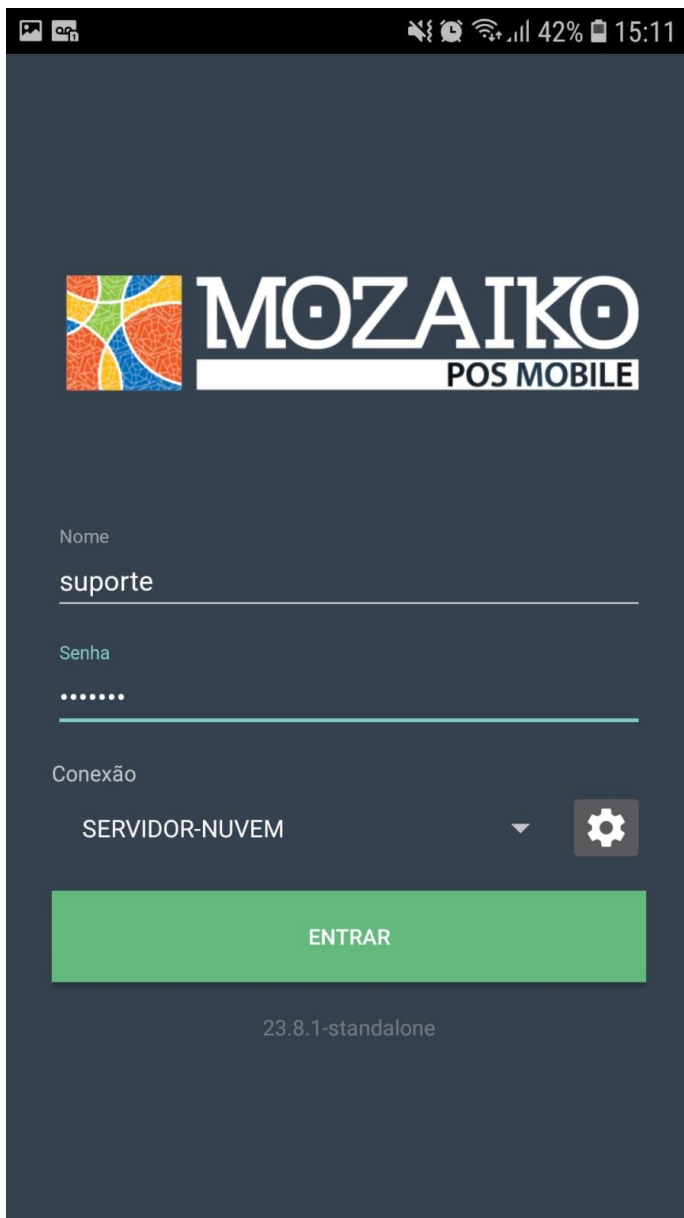 42% 15:11
MOZAIKO
POS MOBILE
Nome
suporte
Senha
•••••••
Conexão
SERVIDOR-NUVEM
ENTRAR
23.8.1-standalone